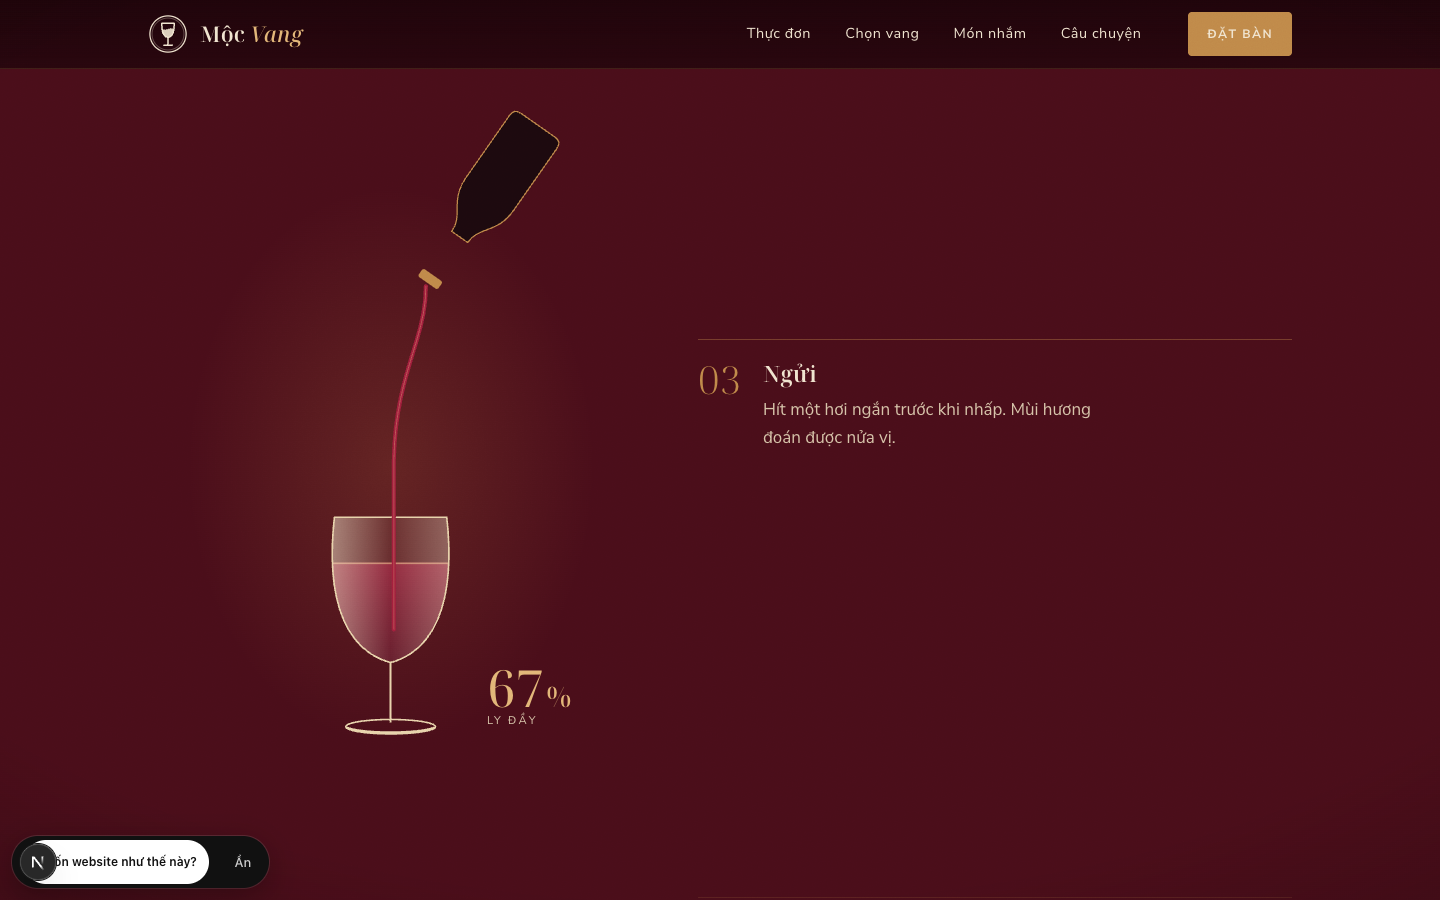 Mộc Vang
Thực đơn
Chọn vang
Món nhắm
Câu chuyện
ĐẶT BÀN
03
Ngửi
Hít một hơi ngắn trước khi nhấp. Mùi hương
đoán được nửa vị.
67%
LY ĐẦY
N
website như thế này?
Ẩn